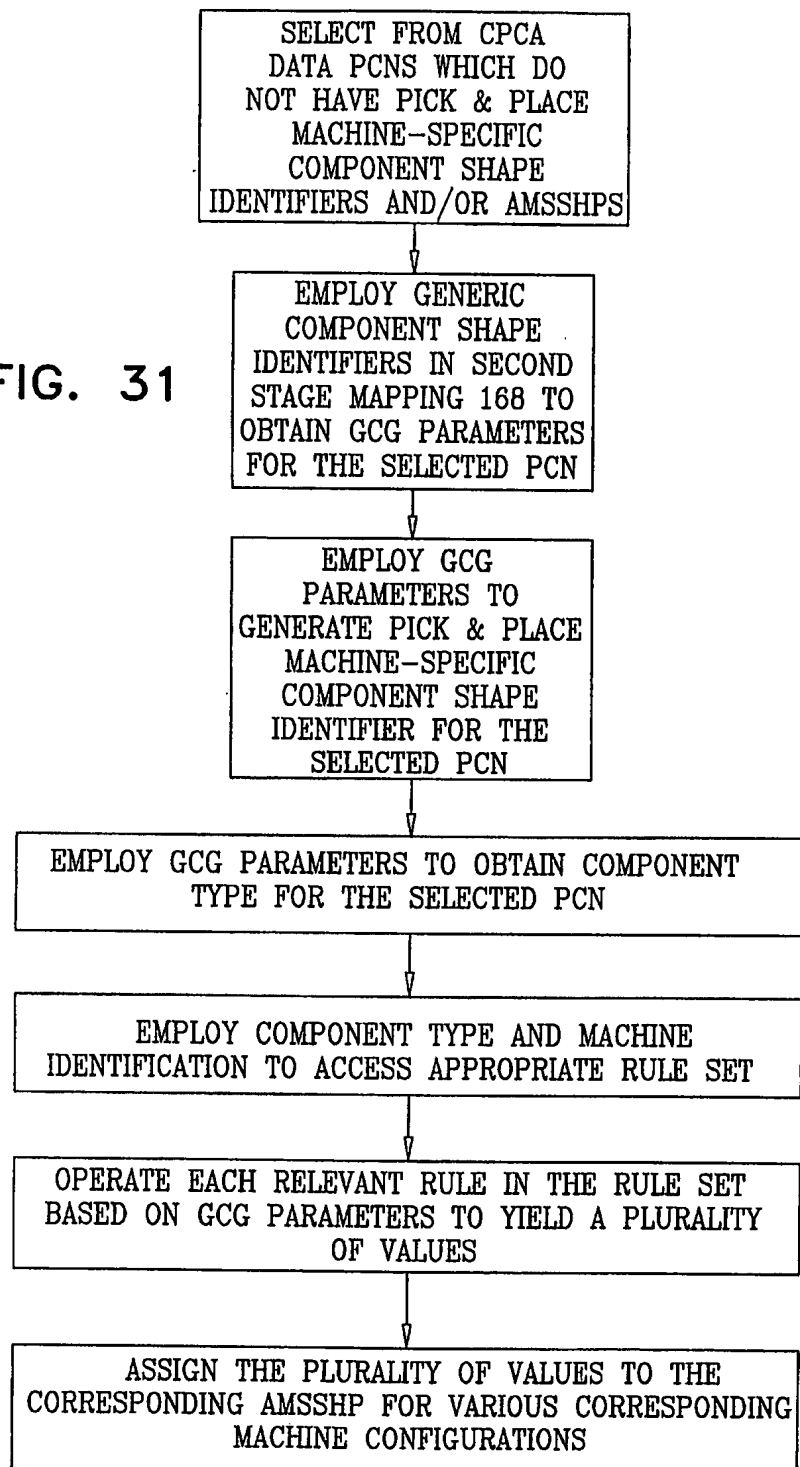 SELECT FROM CPCA
DATA PCNS WHICH DO
NOT HAVE PICK & PLACE
MACHINE-SPECIFIC
COMPONENT SHAPE
IDENTIFIERS AND/OR AMSSHPS
EMPLOY GENERIC
COMPONENT SHAPE
IDENTIFIERS IN SECOND
STAGE MAPPING 168 TO
OBTAIN GCG PARAMETERS
FOR THE SELECTED PCN
FIG. 31
EMPLOY GCG
PARAMETERS TO
GENERATE PICK & PLACE
MACHINE-SPECIFIC
COMPONENT SHAPE
IDENTIFIER FOR THE
SELECTED PCN
EMPLOY GCG PARAMETERS TO OBTAIN COMPONENT
TYPE FOR THE SELECTED PCN
EMPLOY COMPONENT TYPE AND MACHINE
IDENTIFICATION TO ACCESS APPROPRIATE RULE SET
OPERATE EACH RELEVANT RULE IN THE RULE SET
BASED ON GCG PARAMETERS TO YIELD A PLURALITY
OF VALUES
ASSIGN THE PLURALITY OF VALUES TO THE
CORRESPONDING AMSSHP FOR VARIOUS CORRESPONDING
MACHINE CONFIGURATIONS